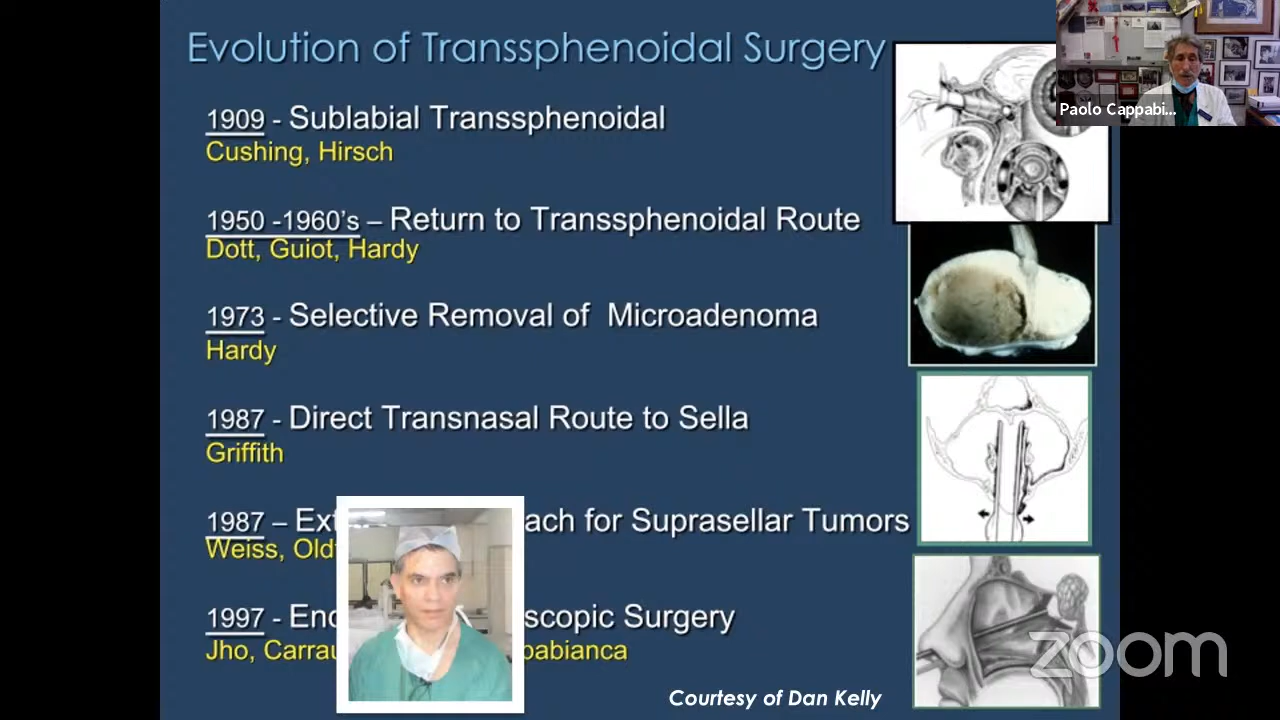 Evolution of Transsphenoidal Surgery
Paolo Cappabi...
1909 - Sublabial Transsphenoidal
Cushing, Hirsch
1950 -1960's – Return to Transsphenoidal Route
Dott, Guiot, Hardy
1973 - Selective Removal of Microadenoma
Hardy
1987 - Direct Transnasal Route to Sella
Griffith
1987 – Ext ach for Suprasellar Tumors
Weiss, Old
1997 - End scopic Surgery
Jho, Carrau pabianca
zoom
Courtesy of Dan Kelly